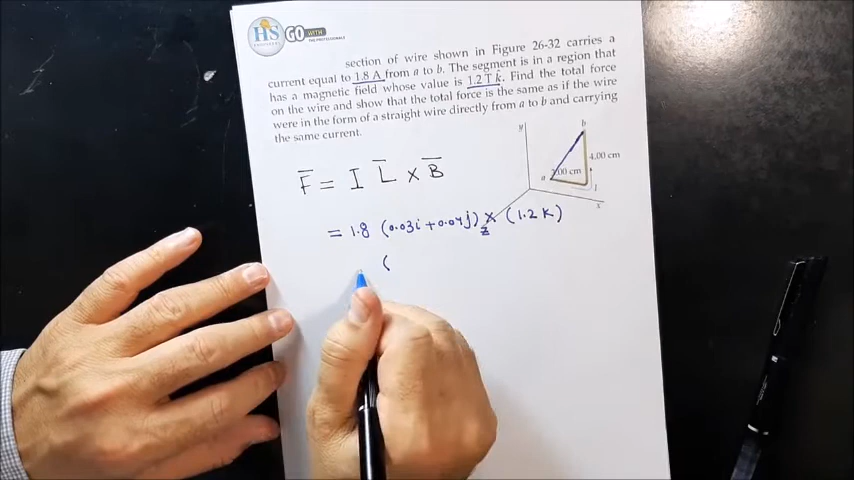 HS
ENGINEERING
GO WITH
THE PROFESSIONALS
section of wire shown in Figure 26-32 carries a
current equal to 1.8 A from a to b. The segment is in a region that
has a magnetic field whose value is 1.2 T k. Find the total force
on the wire and show that the total force is the same as if the wire
were in the form of a straight wire directly from a to b and carrying
the same current.
y
b
4.00 cm
a
3.00 cm
I
x
z
F = I L × B
= 1.8 (0.03i + 0.04j) × (1.2 k)
(